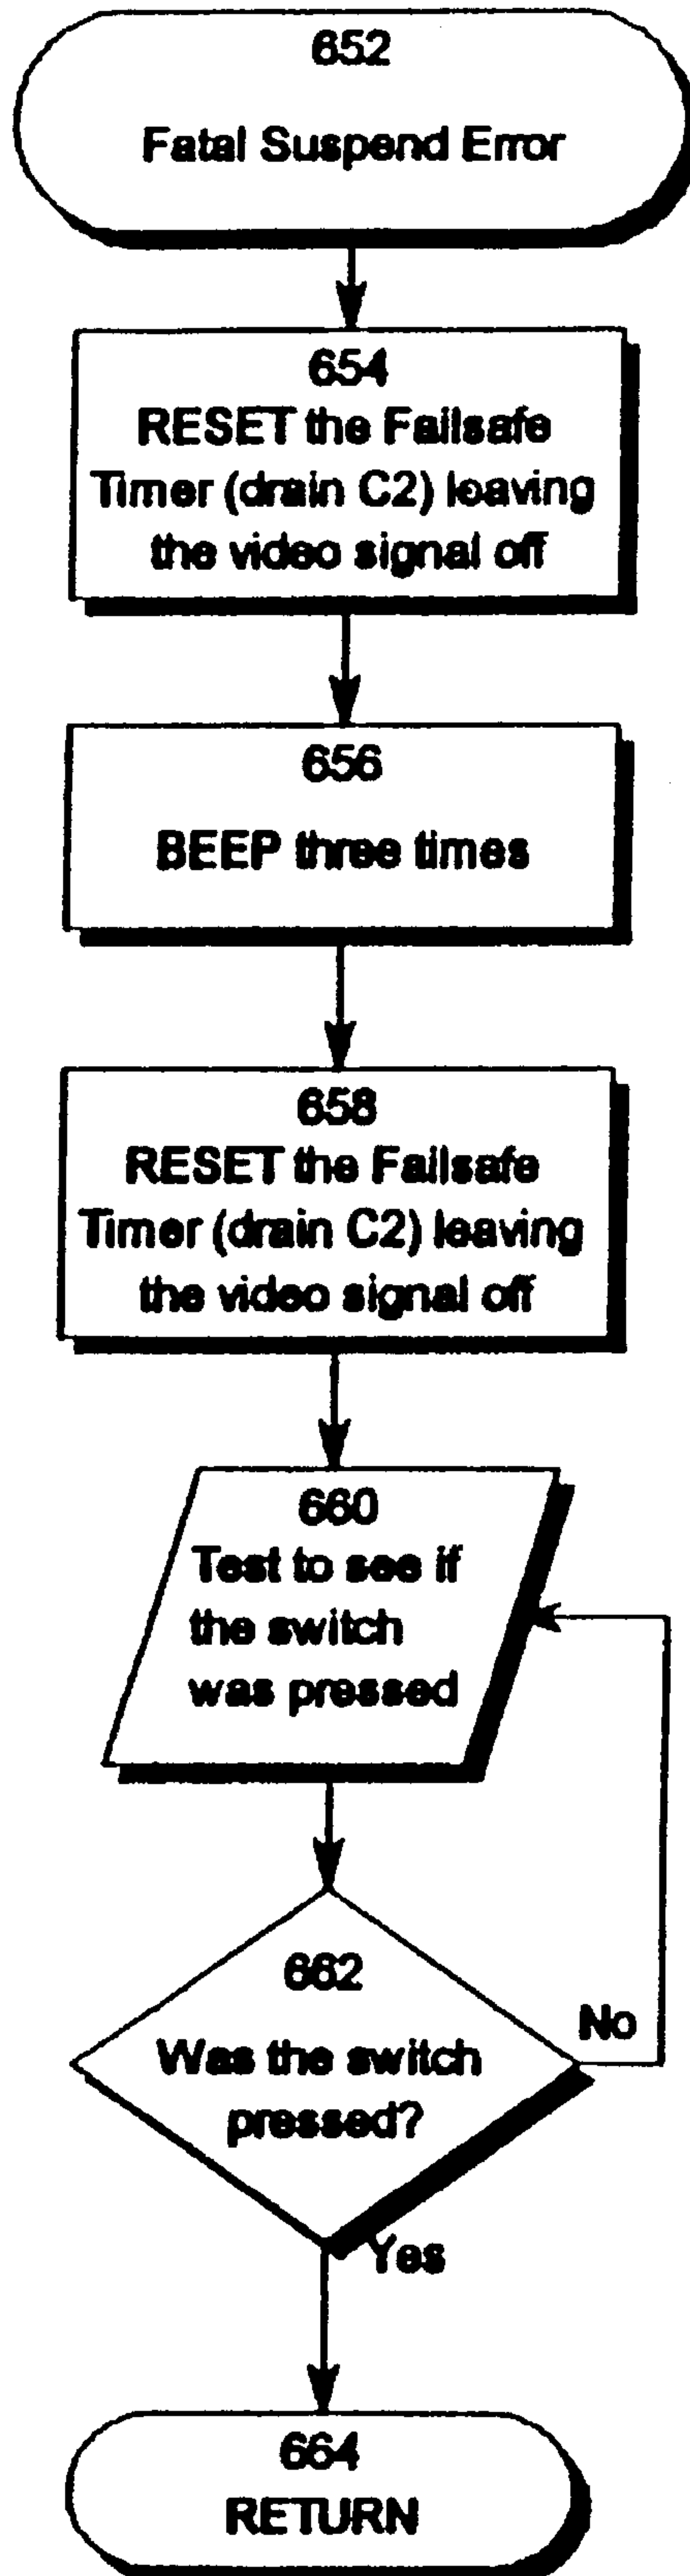 652
Fatal Suspend Error
654
RESET the Failsafe
Timer (drain C2) leaving
the video signal off
656
BEEP three times
658
RESET the Failsafe
Timer (drain C2) leaving
the video signal off
660
Test to see if
the switch
was pressed
662
Was the switch
pressed?
No
Yes
664
RETURN